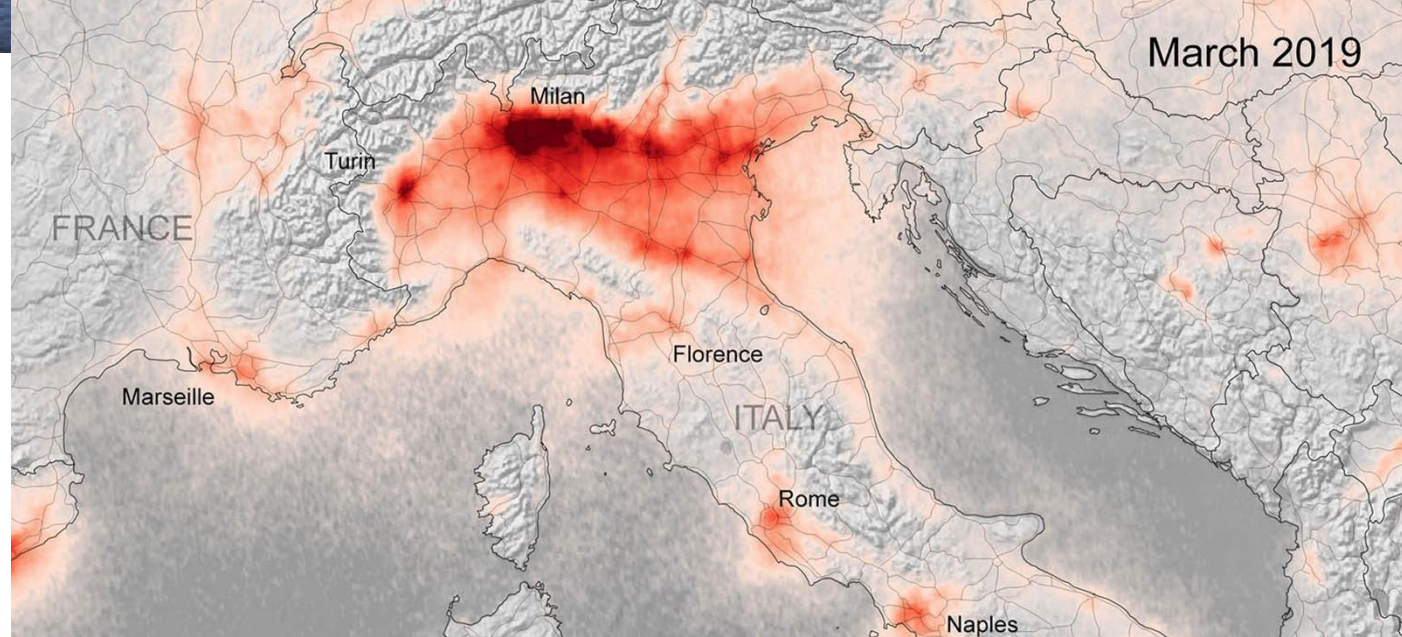 March 2019
Milan
Turin
FRANCE
Florence
Marseille
ITALY
Rome
Naples